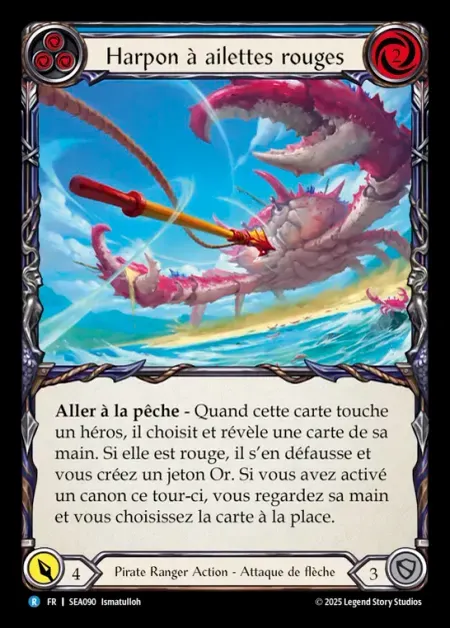 Harpon à ailettes rouges
2
Aller à la pêche - Quand cette carte touche
un héros, il choisit et révèle une carte de sa
main. Si elle est rouge, il s'en défausse et
vous créez un jeton Or. Si vous avez activé
un canon ce tour-ci, vous regardez sa main
et vous choisissez la carte à la place.
4
Pirate Ranger Action - Attaque de flèche
3
R FR | SEA090 Ismatulloh
© 2025 Legend Story Studios